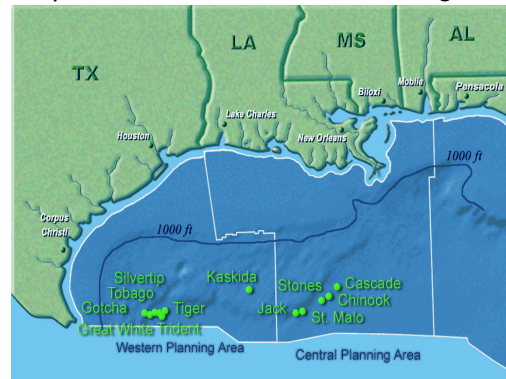 TX
LA
MS
AL
Houston
Lake Charles
New Orleans
Biloxi
Mobile
Pensacola
Corpus
Christi
1000 ft
1000 ft
Silvertip
Tobago
Gotcha
Tiger
Great White Trident
Kaskida
Stones
Cascade
Chinook
Jack
St. Malo
Western Planning Area
Central Planning Area